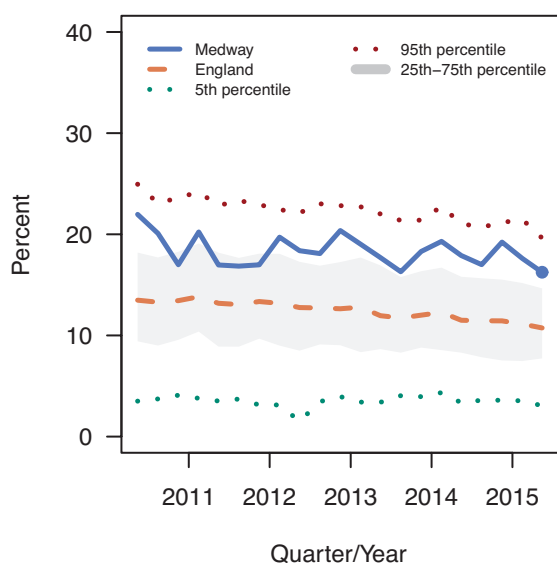 40
30
20
10
0
Percent
Medway
England
5th percentile
95th percentile
25th–75th percentile
2011 2012 2013 2014 2015
Quarter/Year